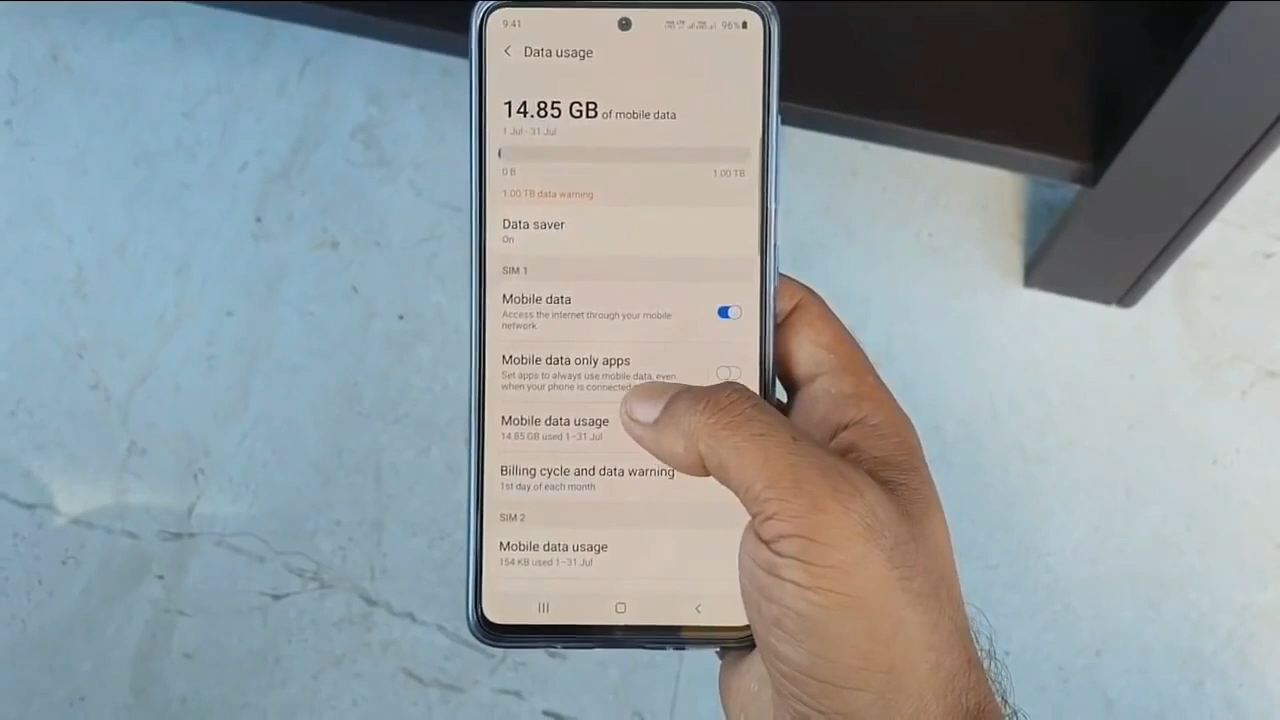 9:41
96%
Data usage
14.85 GB of mobile data
1 Jul - 31 Jul
0 B
1.00 TB
1.00 TB data warning
Data saver
On
SIM 1
Mobile data
Access the internet through your mobile
network.
Mobile data only apps
Set apps to always use mobile data, even
when your phone is connected
Mobile data usage
14.85 GB used 1–31 Jul
Billing cycle and data warning
1st day of each month
SIM 2
Mobile data usage
154 KB used 1–31 Jul